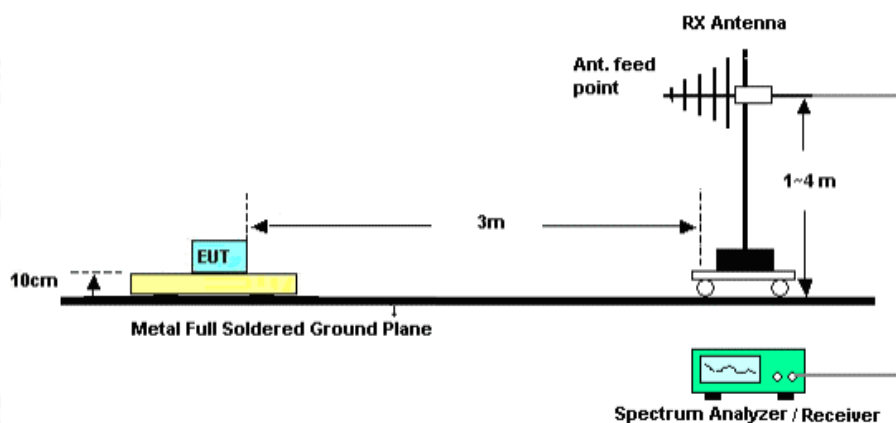 RX Antenna
Ant. feed
point
1~4 m
3m
EUT
10cm
Metal Full Soldered Ground Plane
Spectrum Analyzer / Receiver